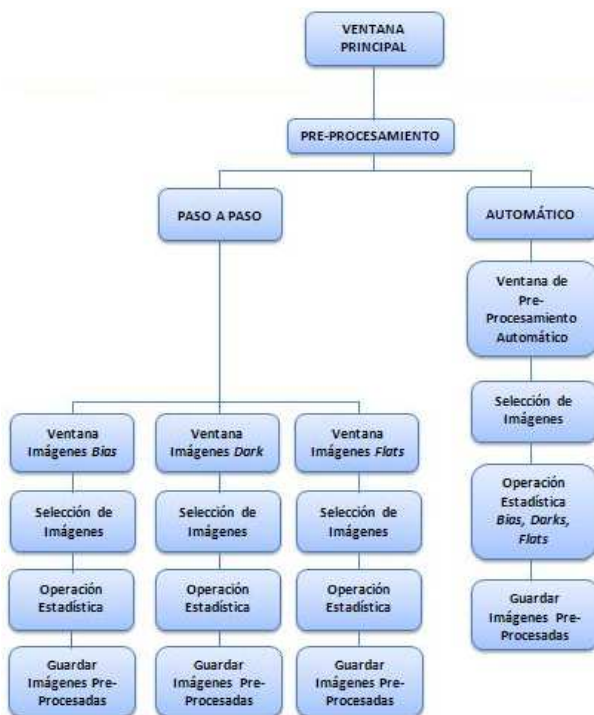 VENTANA
PRINCIPAL
PRE-PROCESAMIENTO
PASO A PASO
AUTOMÁTICO
Ventana de
Pre-
Procesamiento
Automático
Selección de
Imágenes
Operación
Estadística
Bias, Darks,
Flats
Guardar
Imágenes Pre-
Procesadas
Ventana
Imágenes Bias
Selección de
Imágenes
Operación
Estadística
Guardar
Imágenes Pre-
Procesadas
Ventana
Imágenes Dark
Selección de
Imágenes
Operación
Estadística
Guardar
Imágenes Pre-
Procesadas
Ventana
Imágenes Flats
Selección de
Imágenes
Operación
Estadística
Guardar
Imágenes Pre-
Procesadas